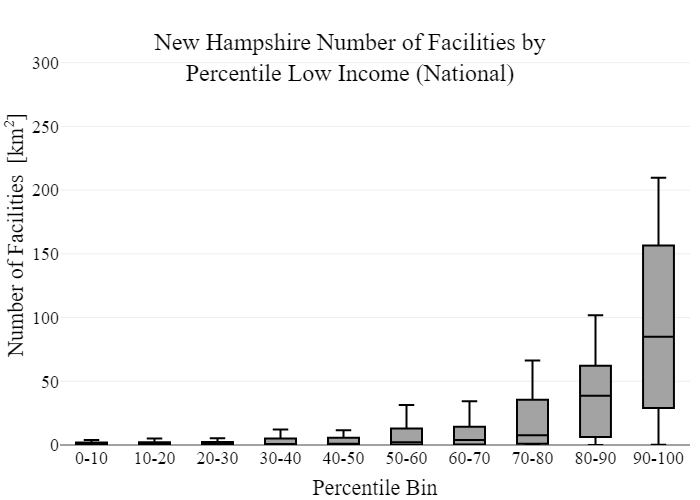 New Hampshire Number of Facilities by
Percentile Low Income (National)
Number of Facilities [km²]
300
250
200
150
100
50
0
0-10 10-20 20-30 30-40 40-50 50-60 60-70 70-80 80-90 90-100
Percentile Bin